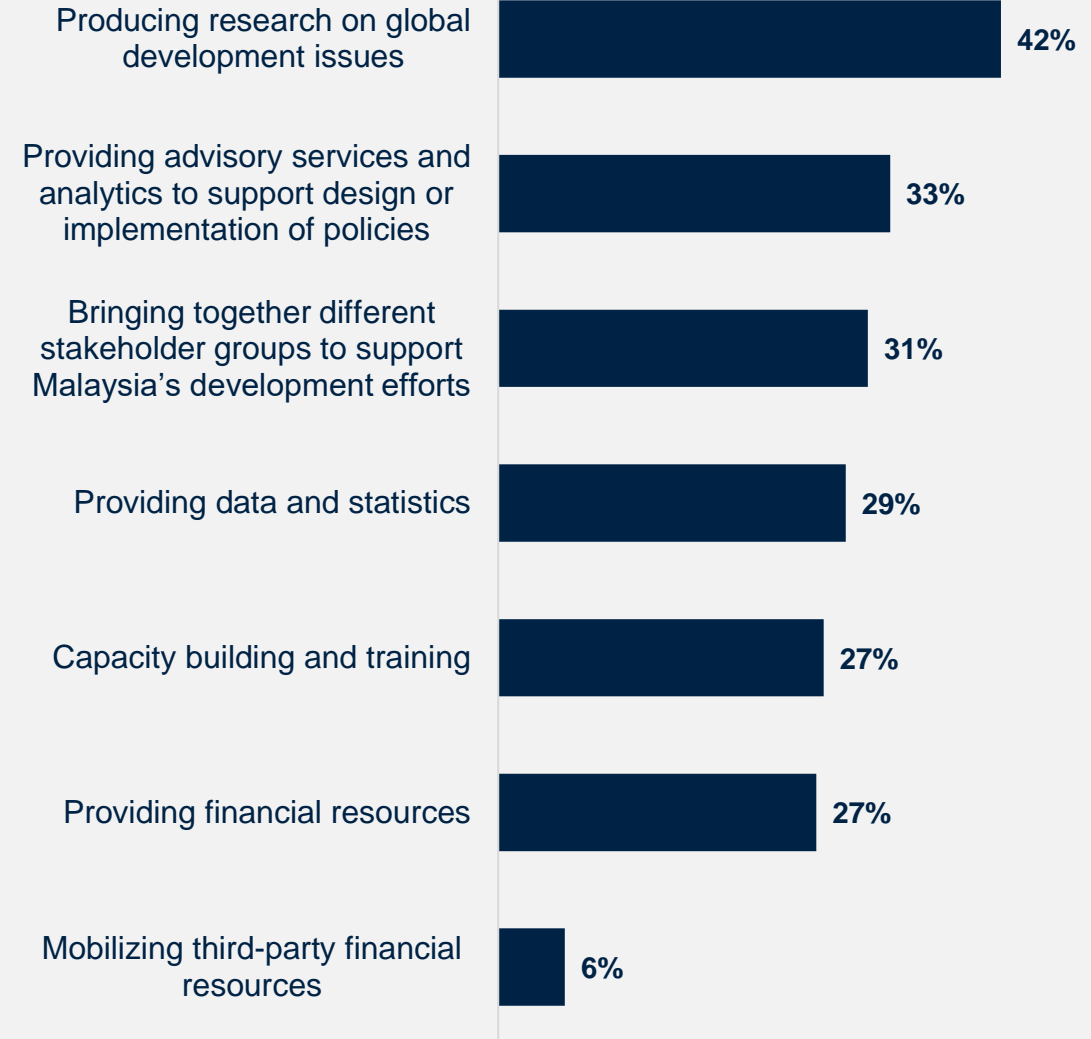 Producing research on global
development issues
42%
Providing advisory services and
analytics to support design or
implementation of policies
33%
Bringing together different
stakeholder groups to support
Malaysia’s development efforts
31%
Providing data and statistics
29%
Capacity building and training
27%
Providing financial resources
27%
Mobilizing third-party financial
resources
6%